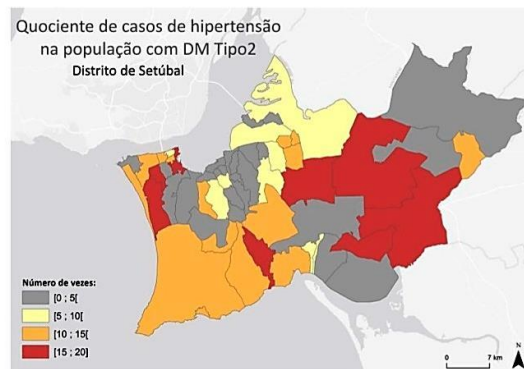 Quociente de casos de hipertensão
na população com DM Tipo2
Distrito de Setúbal
Número de vezes:
[0 ; 5[
[5 ; 10[
[10 ; 15[
[15 ; 20]
0 7 km
N